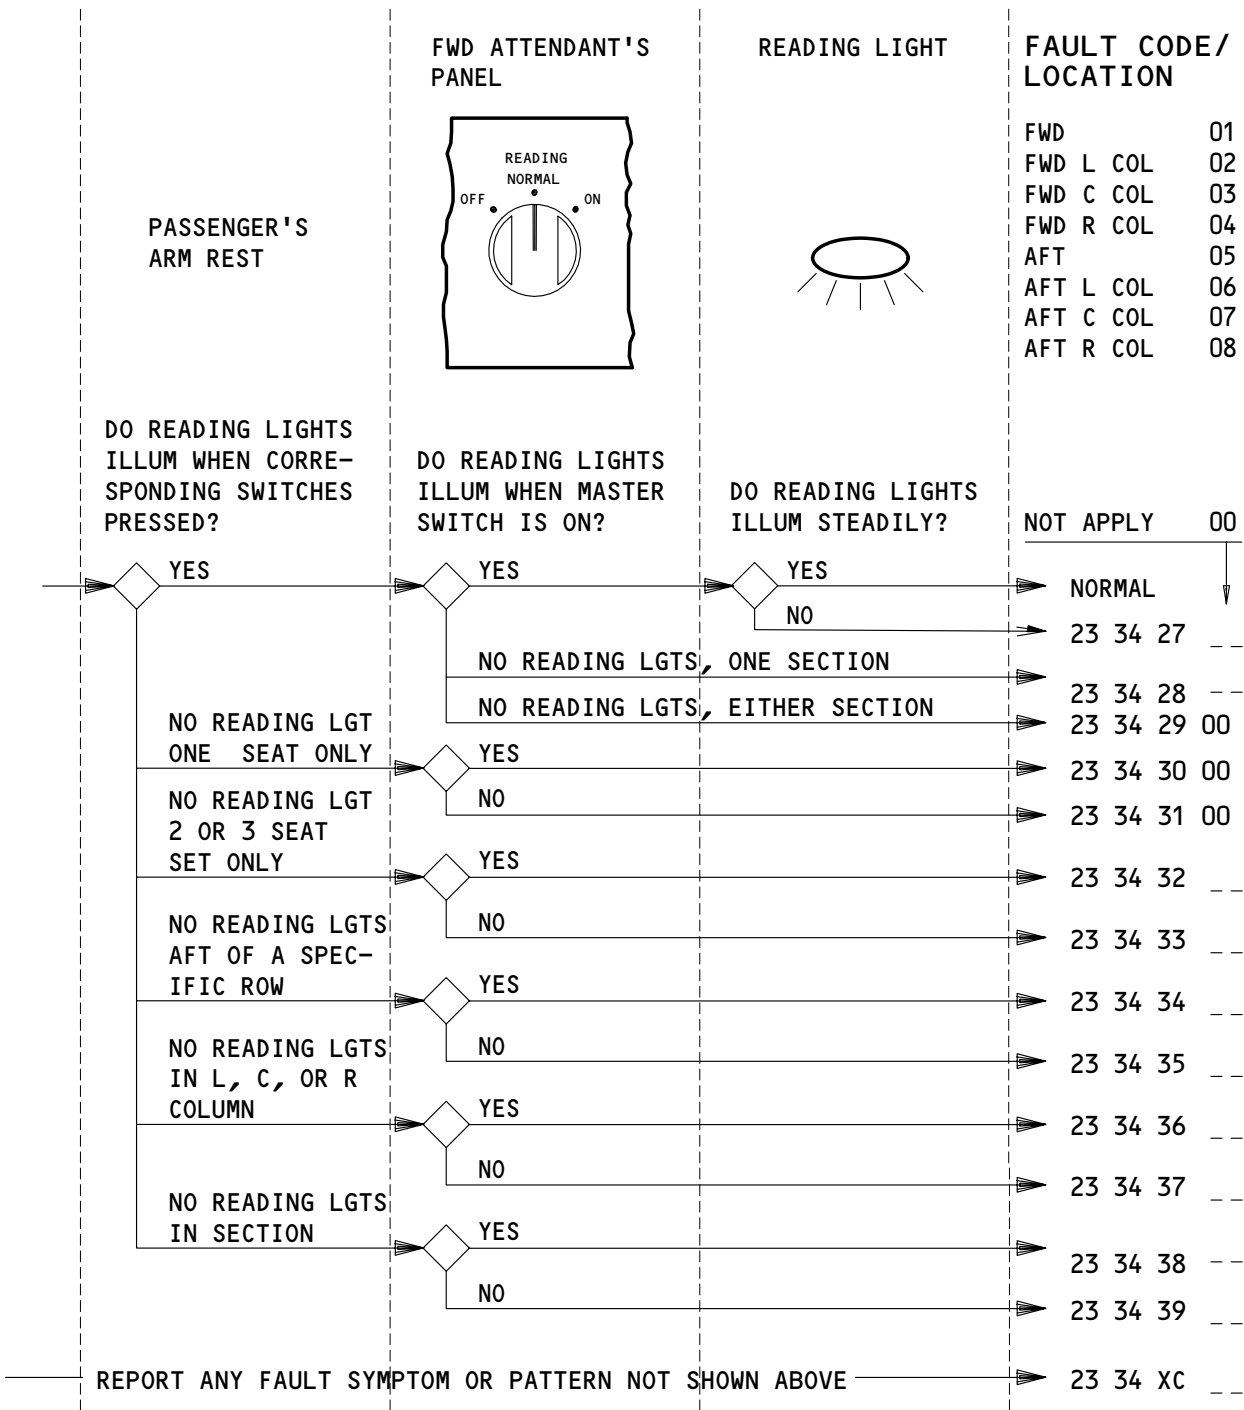 FWD ATTENDANT'S
PANEL
READING LIGHT
FAULT CODE/
LOCATION
READING
NORMAL
OFF
ON
PASSENGER'S
ARM REST
FWD 01
FWD L COL 02
FWD C COL 03
FWD R COL 04
AFT 05
AFT L COL 06
AFT C COL 07
AFT R COL 08
DO READING LIGHTS
ILLUM WHEN CORRE-
SPONDING SWITCHES
PRESSED?
DO READING LIGHTS
ILLUM WHEN MASTER
SWITCH IS ON?
DO READING LIGHTS
ILLUM STEADILY?
NOT APPLY 00
YES
YES
YES
NORMAL
NO
23 34 27 _ _
NO READING LGTS, ONE SECTION
23 34 28 _ _
NO READING LGTS, EITHER SECTION
23 34 29 00
NO READING LGT
ONE SEAT ONLY
YES
23 34 30 00
NO
23 34 31 00
NO READING LGT
2 OR 3 SEAT
SET ONLY
YES
23 34 32 _ _
NO
23 34 33 _ _
NO READING LGTS
AFT OF A SPEC-
IFIC ROW
YES
23 34 34 _ _
NO
23 34 35 _ _
NO READING LGTS
IN L, C, OR R
COLUMN
YES
23 34 36 _ _
NO
23 34 37 _ _
NO READING LGTS
IN SECTION
YES
23 34 38 _ _
NO
23 34 39 _ _
REPORT ANY FAULT SYMPTOM OR PATTERN NOT SHOWN ABOVE
23 34 XC _ _